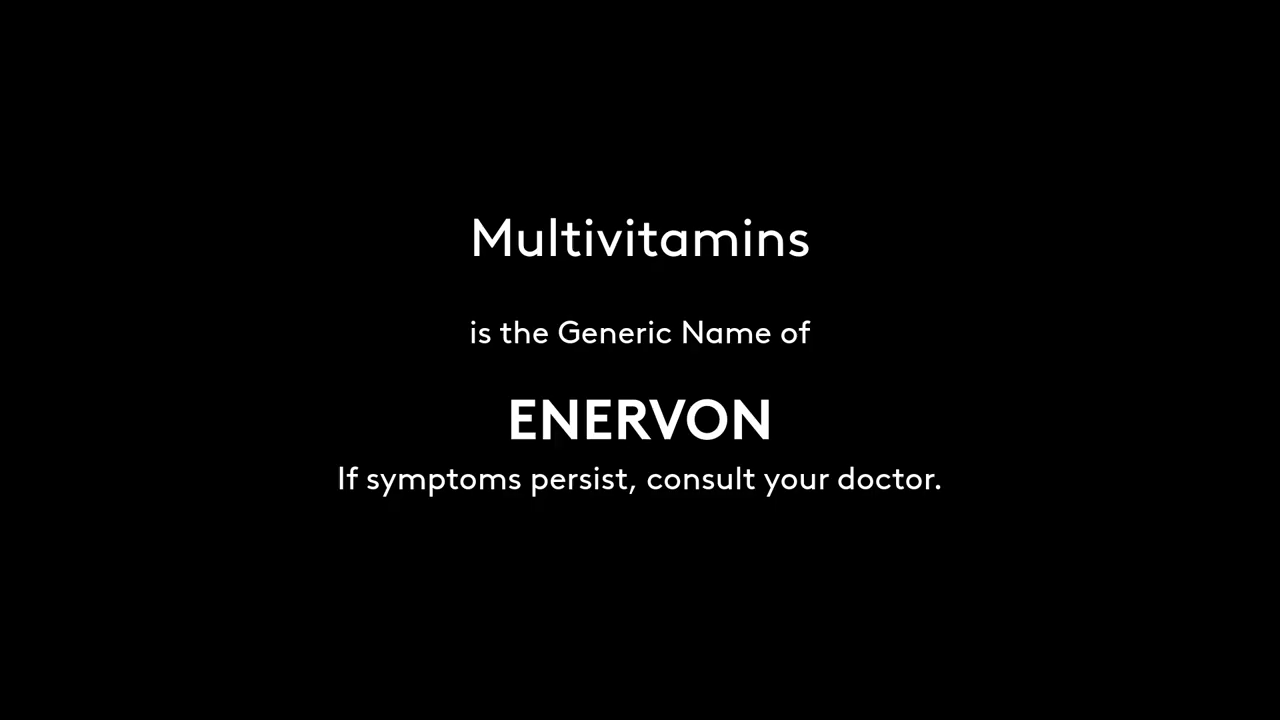 Multivitamins
is the Generic Name of
ENERVON
If symptoms persist, consult your doctor.